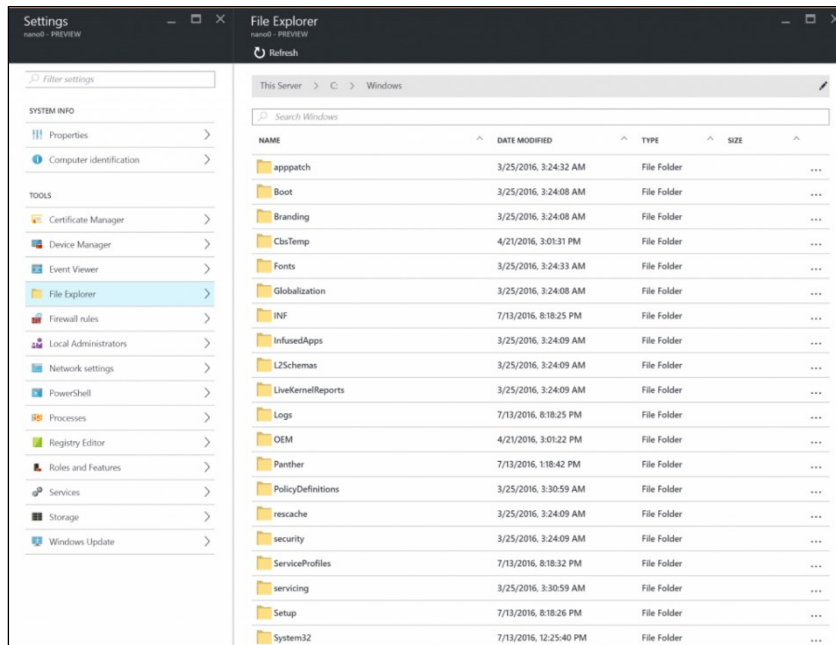 Settings
nano0 - PREVIEW
Filter settings
SYSTEM INFO
Properties
Computer identification
TOOLS
Certificate Manager
Device Manager
Event Viewer
File Explorer
Firewall rules
Local Administrators
Network settings
PowerShell
Processes
Registry Editor
Roles and Features
Services
Storage
Windows Update
File Explorer
nano0 - PREVIEW
Refresh
This Server > C: > Windows
Search Windows
NAME DATE MODIFIED TYPE SIZE
apppatch 3/25/2016, 3:24:32 AM File Folder ...
Boot 3/25/2016, 3:24:08 AM File Folder ...
Branding 3/25/2016, 3:24:08 AM File Folder ...
CbsTemp 4/21/2016, 3:01:31 PM File Folder ...
Fonts 3/25/2016, 3:24:33 AM File Folder ...
Globalization 3/25/2016, 3:24:08 AM File Folder ...
INF 7/13/2016, 8:18:25 PM File Folder ...
InfusedApps 3/25/2016, 3:24:09 AM File Folder ...
L2Schemas 3/25/2016, 3:24:09 AM File Folder ...
LiveKernelReports 3/25/2016, 3:24:09 AM File Folder ...
Logs 7/13/2016, 8:18:25 PM File Folder ...
OEM 4/21/2016, 3:01:22 PM File Folder ...
Panther 7/13/2016, 1:18:42 PM File Folder ...
PolicyDefinitions 3/25/2016, 3:30:59 AM File Folder ...
rescache 3/25/2016, 3:24:09 AM File Folder ...
security 3/25/2016, 3:24:09 AM File Folder ...
ServiceProfiles 7/13/2016, 8:18:32 PM File Folder ...
servicing 3/25/2016, 3:30:59 AM File Folder ...
Setup 7/13/2016, 8:18:26 PM File Folder ...
System32 7/13/2016, 12:25:40 PM File Folder ...